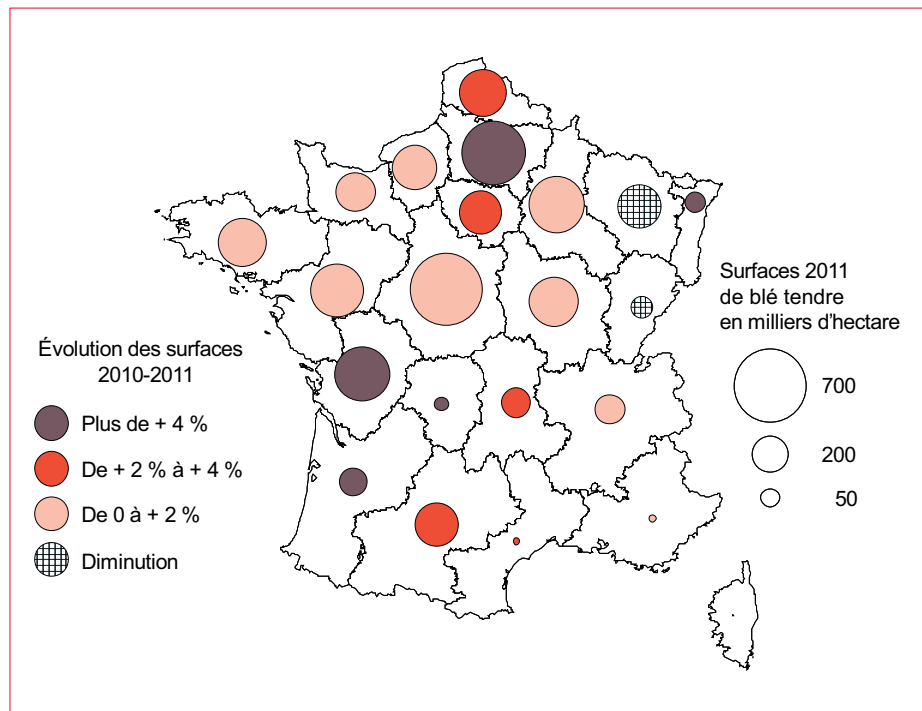 Surfaces 2011
de blé tendre
en milliers d'hectare
700
200
50
Évolution des surfaces
2010-2011
Plus de + 4 %
De + 2 % à + 4 %
De 0 à + 2 %
Diminution